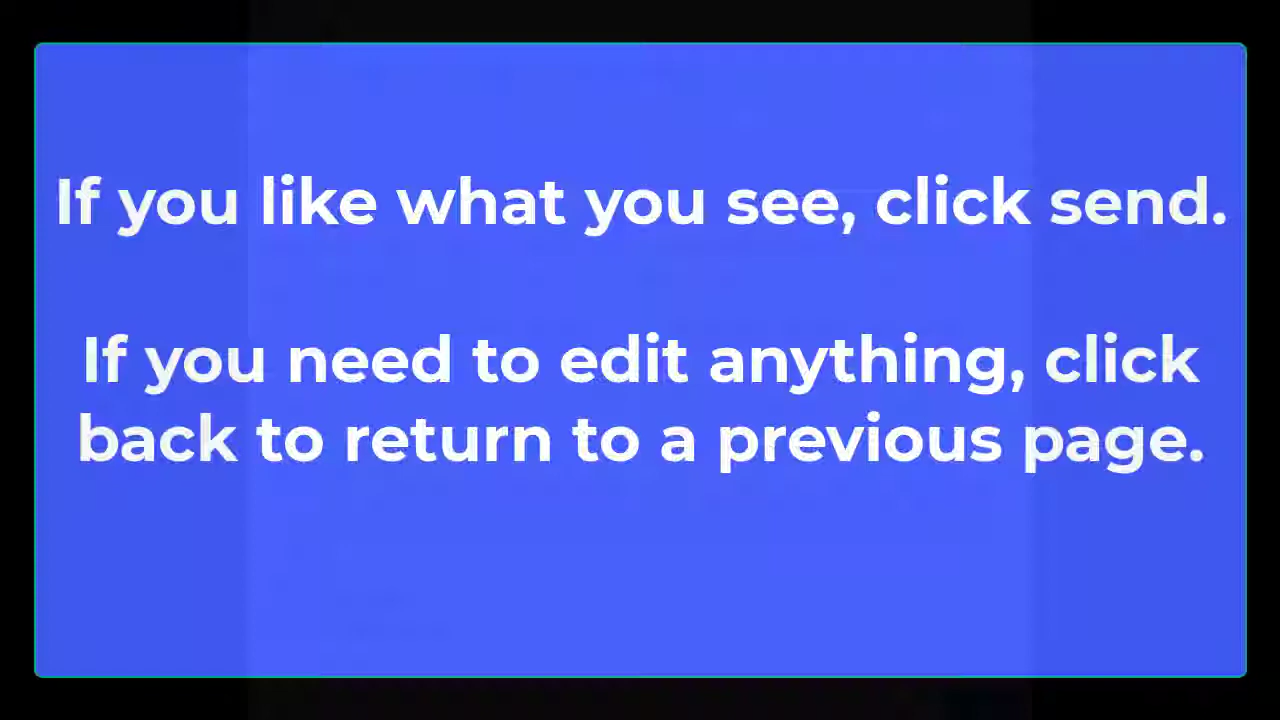 If you like what you see, click send.
If you need to edit anything, click
back to return to a previous page.